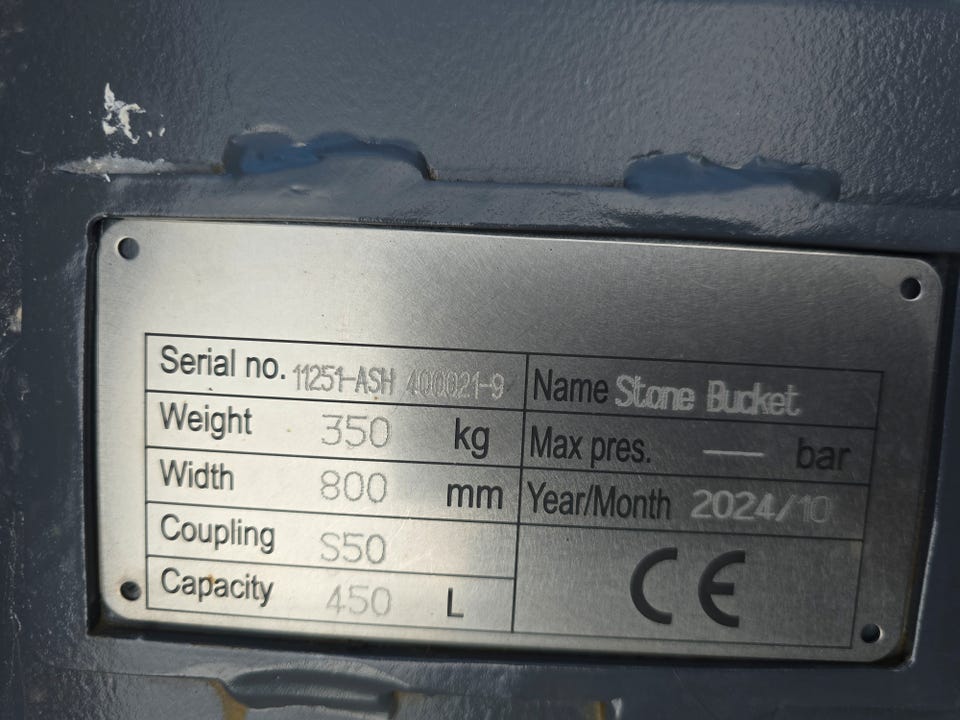 Serial no. 11251-ASH 400021-9
Weight 350 kg
Width 800 mm
Coupling S50
Capacity 450 L
Name Stone Bucket
Max pres. — bar
Year/Month 2024/10
CE